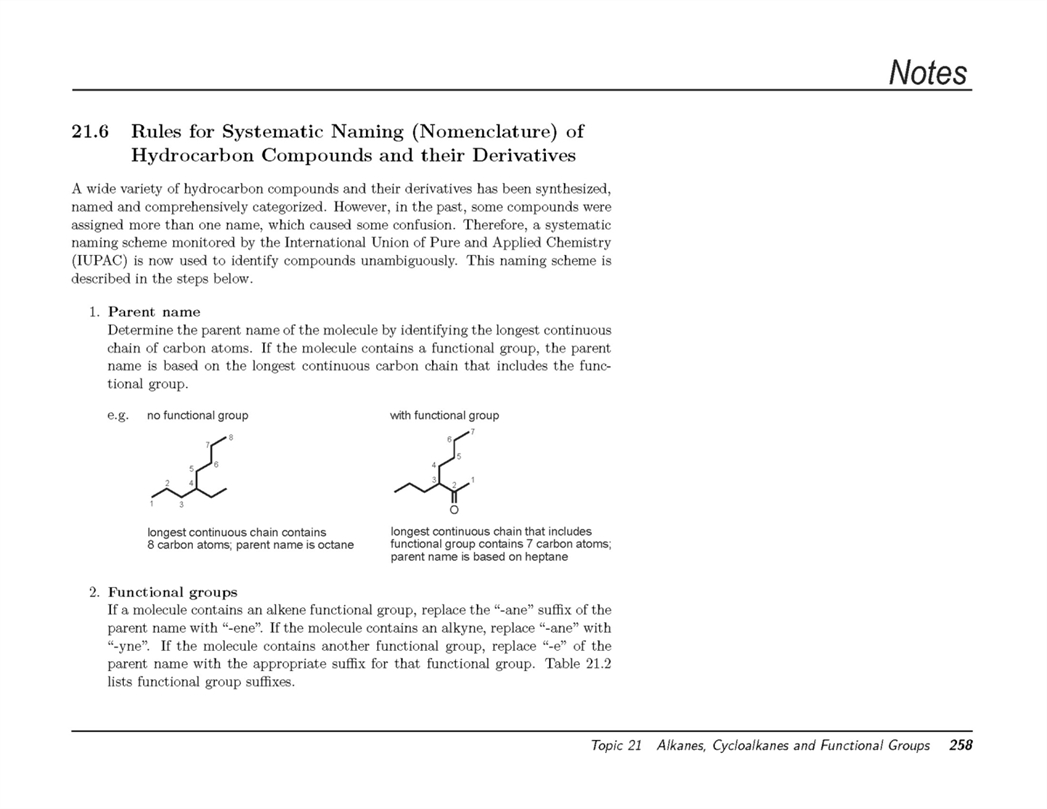 Notes
21.6 Rules for Systematic Naming (Nomenclature) of
Hydrocarbon Compounds and their Derivatives
A wide variety of hydrocarbon compounds and their derivatives has been synthesized,
named and comprehensively categorized. However, in the past, some compounds were
assigned more than one name, which caused some confusion. Therefore, a systematic
naming scheme monitored by the International Union of Pure and Applied Chemistry
(IUPAC) is now used to identify compounds unambiguously. This naming scheme is
described in the steps below.
1. Parent name
Determine the parent name of the molecule by identifying the longest continuous
chain of carbon atoms. If the molecule contains a functional group, the parent
name is based on the longest continuous carbon chain that includes the func-
tional group.
e.g. no functional group
1
2
3
4
5
6
7
8
longest continuous chain contains
8 carbon atoms; parent name is octane
with functional group
1
2
3
4
5
6
7
O
longest continuous chain that includes
functional group contains 7 carbon atoms;
parent name is based on heptane
2. Functional groups
If a molecule contains an alkene functional group, replace the “-ane” suffix of the
parent name with “-ene”. If the molecule contains an alkyne, replace “-ane” with
“-yne”. If the molecule contains another functional group, replace “-e” of the
parent name with the appropriate suffix for that functional group. Table 21.2
lists functional group suffixes.
Topic 21 Alkanes, Cycloalkanes and Functional Groups 258